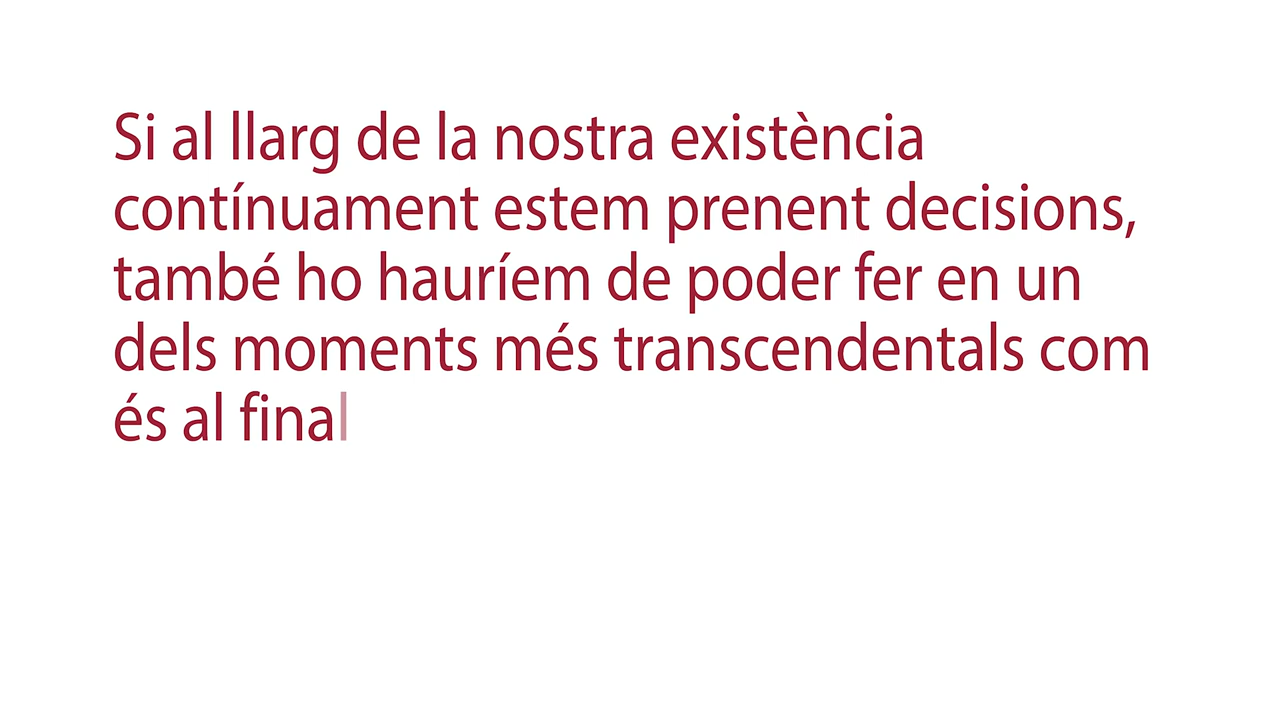 Si al llarg de la nostra existència
contínuament estem prenent decisions,
també ho hauríem de poder fer en un
dels moments més transcendentals com
és al final